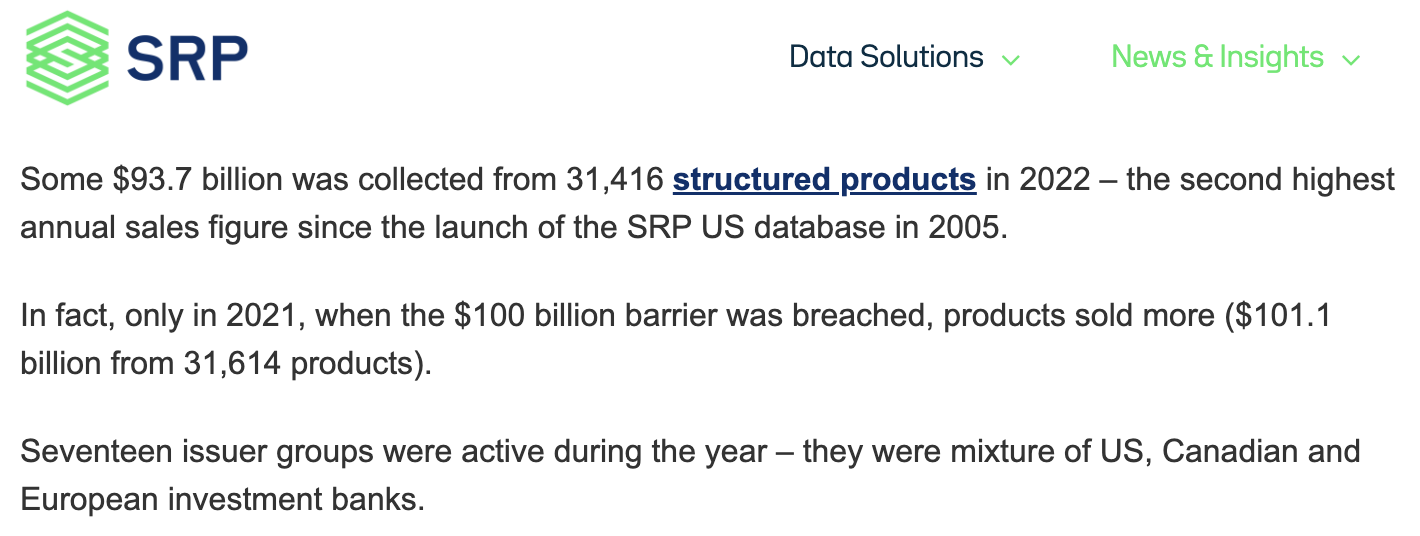 SRP
Data Solutions
News & Insights
Some $93.7 billion was collected from 31,416 structured products in 2022 – the second highest
annual sales figure since the launch of the SRP US database in 2005.
In fact, only in 2021, when the $100 billion barrier was breached, products sold more ($101.1
billion from 31,614 products).
Seventeen issuer groups were active during the year – they were mixture of US, Canadian and
European investment banks.